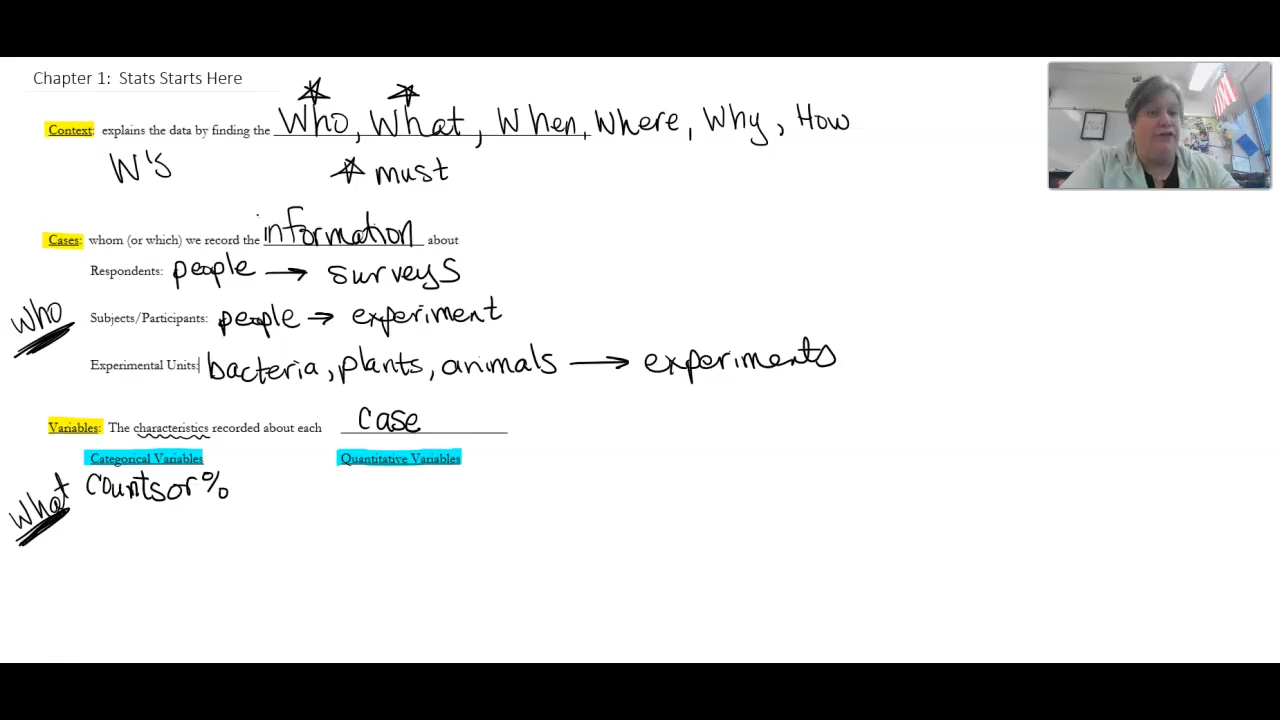 Chapter 1: Stats Starts Here
Context: explains the data by finding the Who, What, When, Where, Why, How
W's
must
Cases: whom (or which) we record the information about
Respondents: people → surveys
Who
Subjects/Participants: people → experiment
Experimental Units: bacteria, plants, animals → experiments
Variables: The characteristics recorded about each case
Categorical Variables Quantitative Variables
What
counts or %